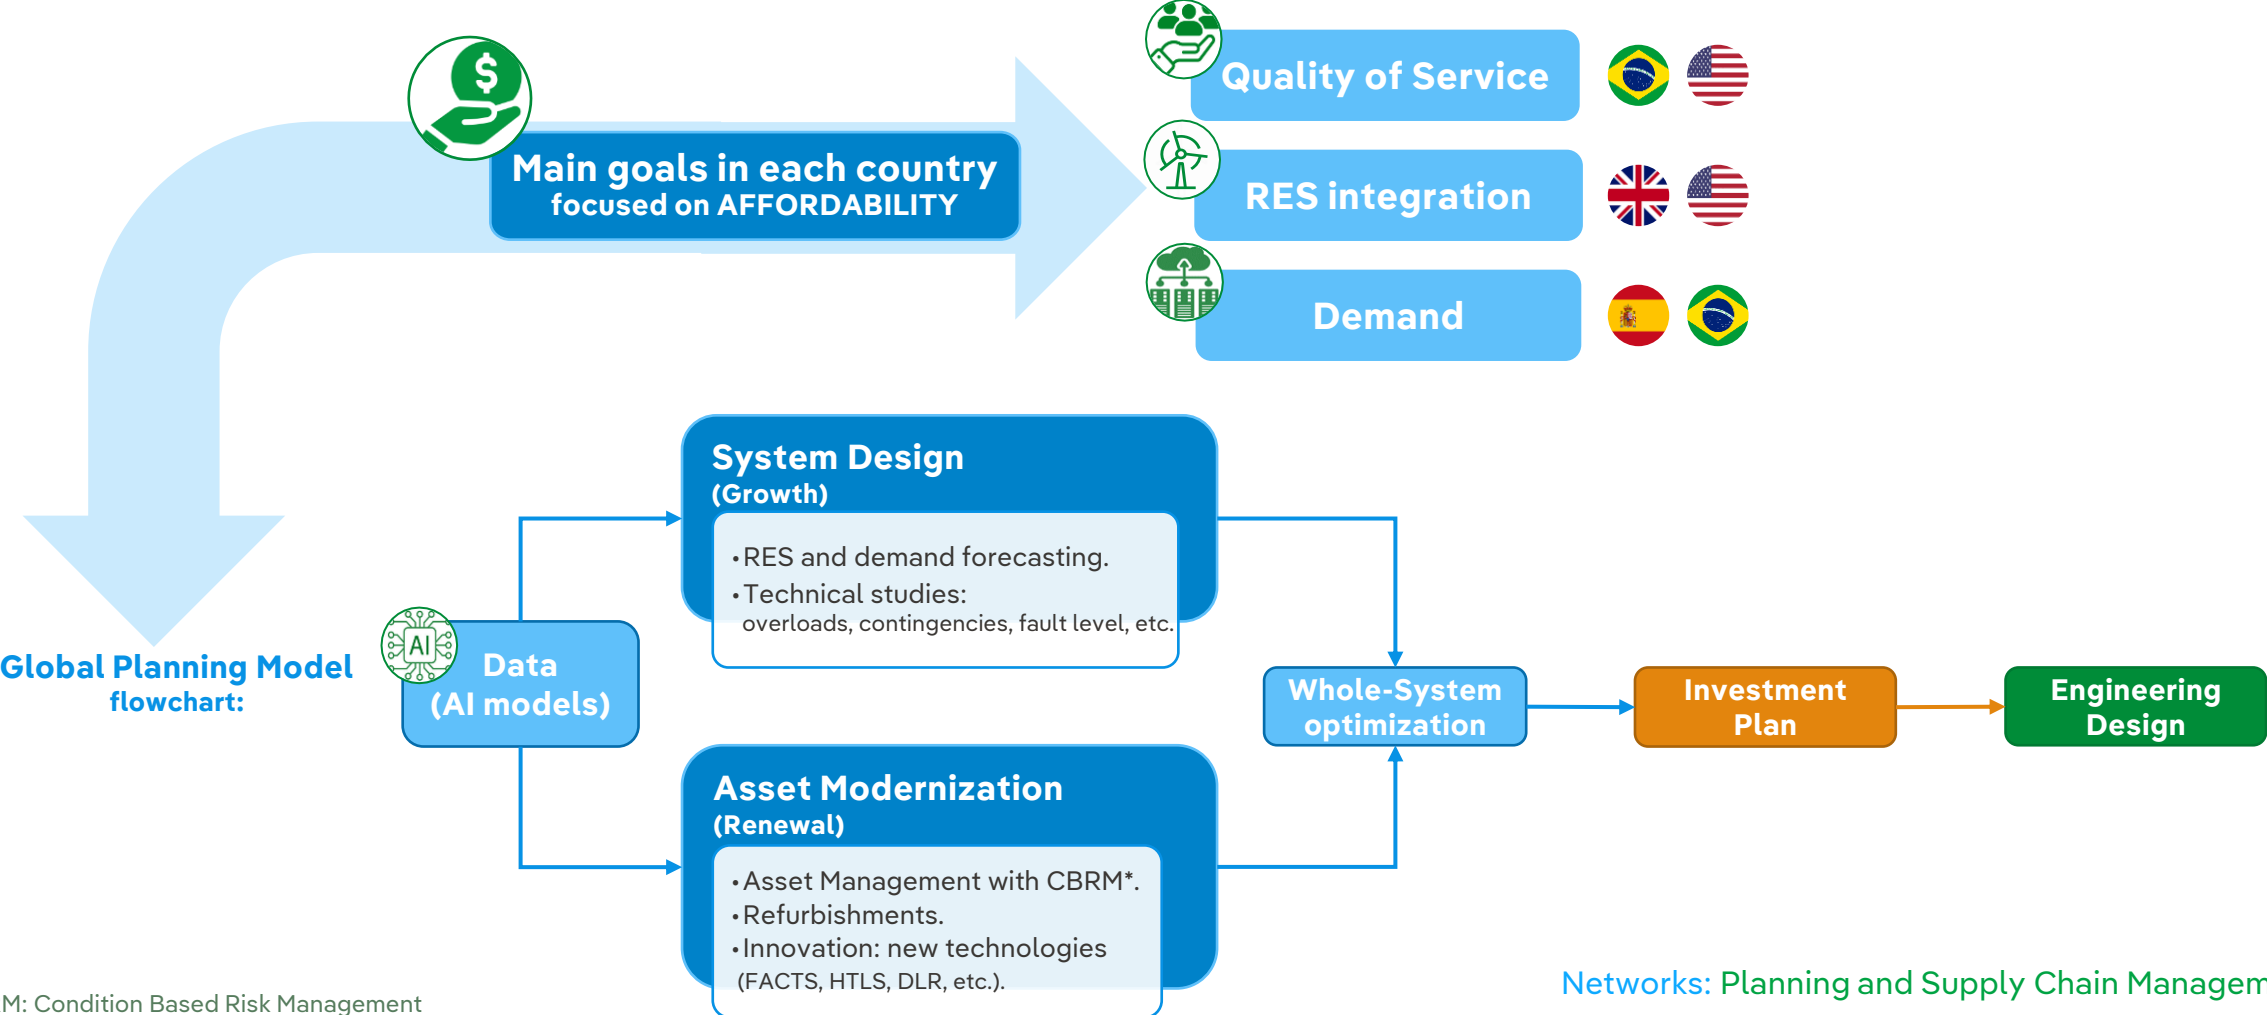 $
Main goals in each country
focused on AFFORDABILITY
Quality of Service
RES integration
Demand
Global Planning Model
flowchart:
AI
Data
(AI models)
System Design
(Growth)
•RES and demand forecasting.
•Technical studies:
overloads, contingencies, fault level, etc.
Asset Modernization
(Renewal)
•Asset Management with CBRM*.
•Refurbishments.
•Innovation: new technologies
(FACTS, HTLS, DLR, etc.).
Whole-System
optimization
Investment
Plan
Engineering
Design
M: Condition Based Risk Management
Networks: Planning and Supply Chain Managem